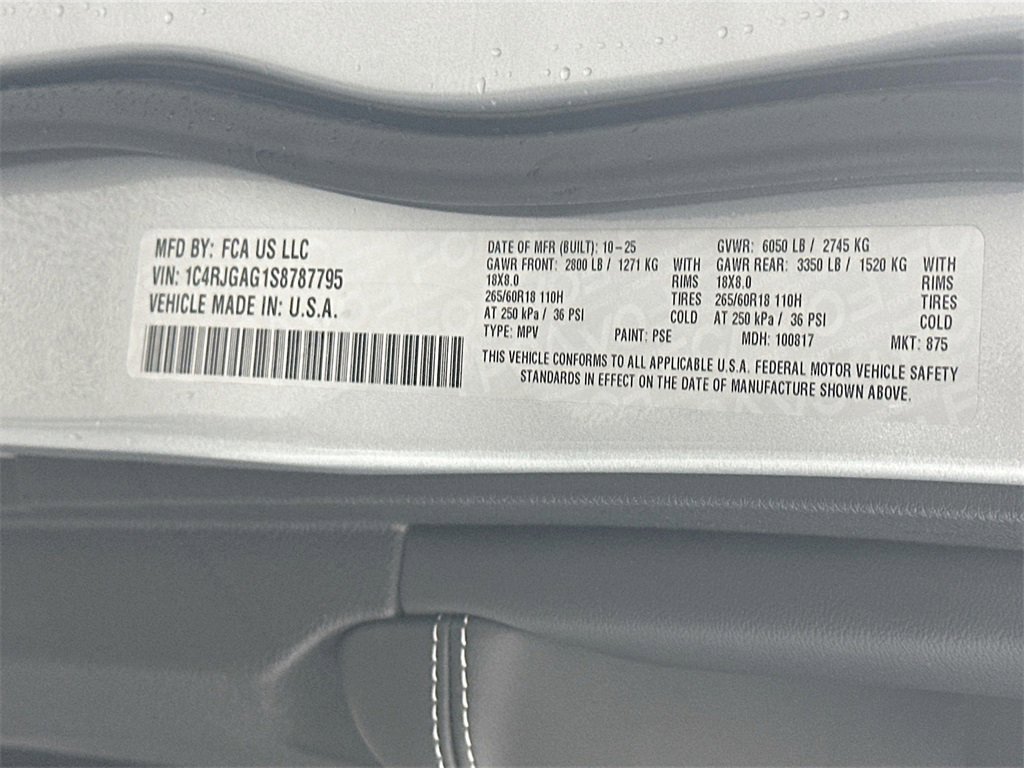 MFD BY: FCA US LLC
VIN: 1C4RJGAG1S8787795
VEHICLE MADE IN: U.S.A.
DATE OF MFR (BUILT): 10-25 GVWR: 6050 LB / 2745 KG
GAWR FRONT: 2800 LB / 1271 KG WITH GAWR REAR: 3350 LB / 1520 KG WITH
18X8.0 RIMS 18X8.0 RIMS
265/60R18 110H TIRES 265/60R18 110H TIRES
AT 250 kPa / 36 PSI COLD AT 250 kPa / 36 PSI COLD
TYPE: MPV PAINT: PSE MDH: 100817 MKT: 875
THIS VEHICLE CONFORMS TO ALL APPLICABLE U.S.A. FEDERAL MOTOR VEHICLE SAFETY
STANDARDS IN EFFECT ON THE DATE OF MANUFACTURE SHOWN ABOVE.